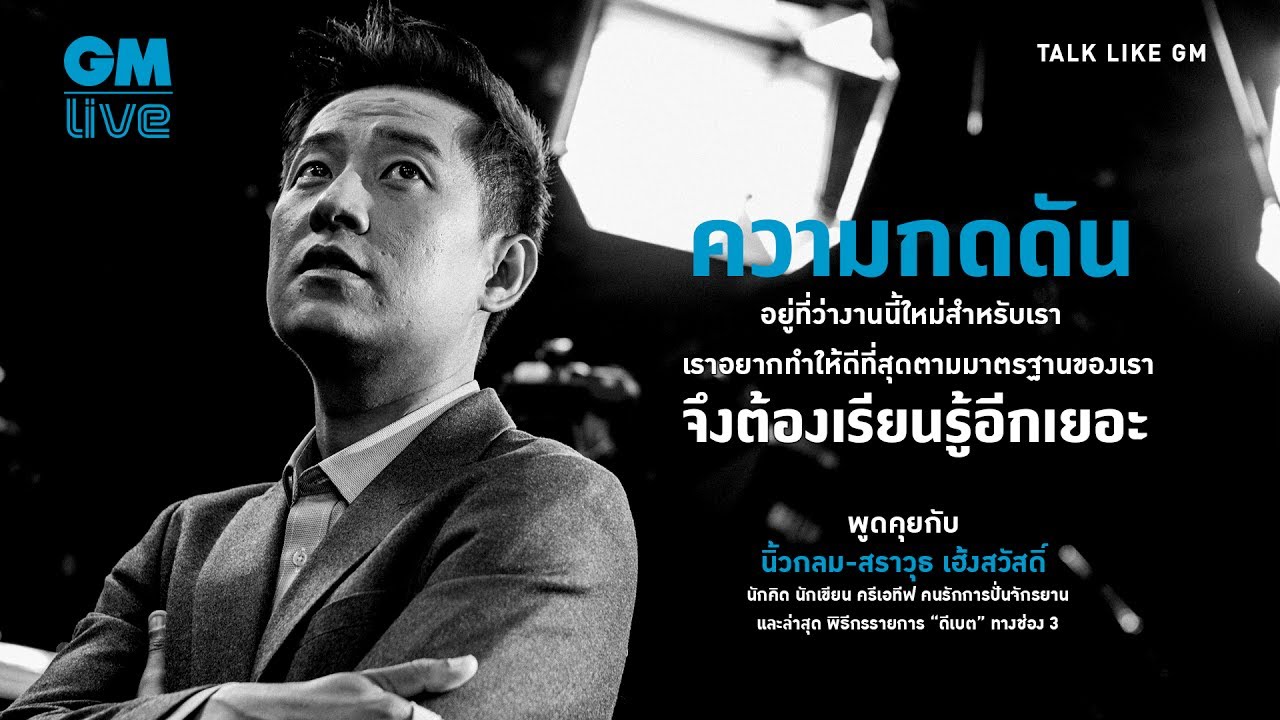 GM
live
TALK LIKE GM
ความกดดัน
อยู่ที่ว่างานนี้ใหม่สำหรับเรา
เราอยากทำให้ดีที่สุดตามมาตรฐานของเรา
จึงต้องเรียนรู้อีกเยอะ
พูดคุยกับ
นิ้วกลม-สราวุธ เฮ้งสวัสดิ์
นักคิด นักเขียน ครีเอทีฟ คนรักการปั่นจักรยาน
และล่าสุด พิธีกรรายการ “ดีเบต” ทางช่อง 3